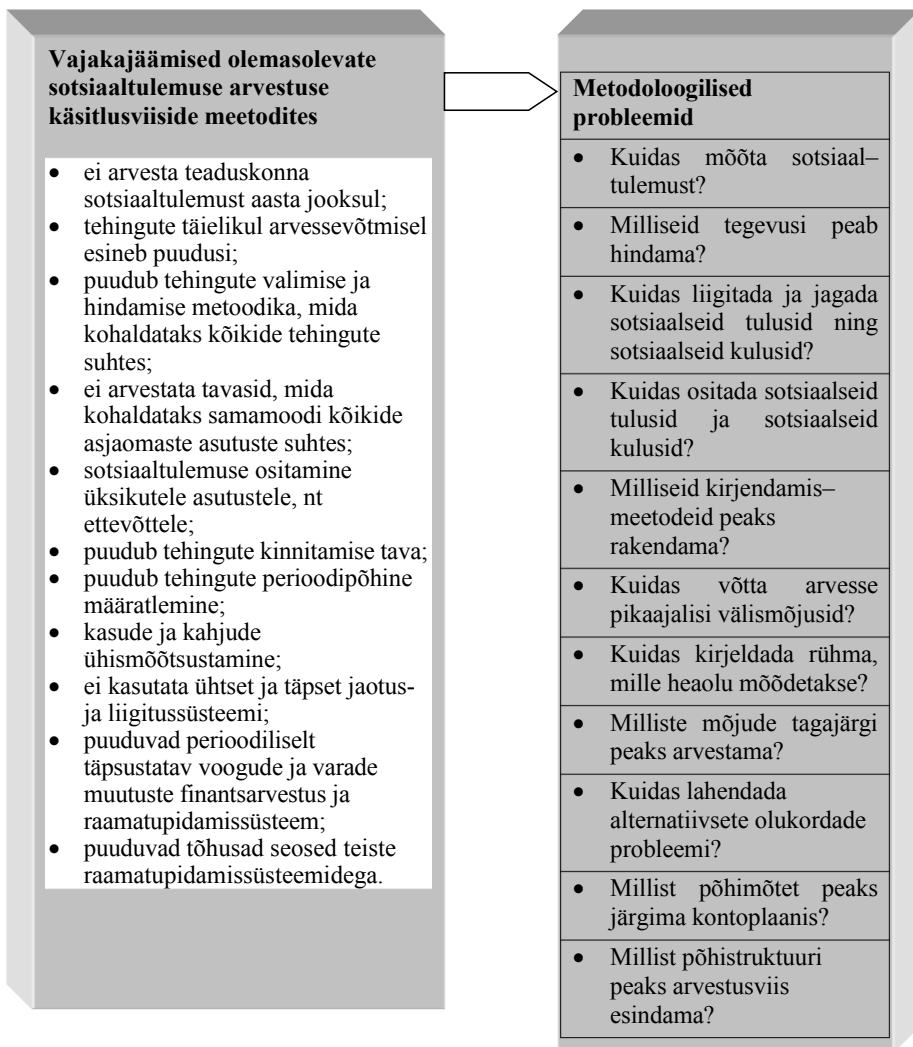 Vajakajäämised olemasolevate
sotsiaaltulemuse arvestuse
käsitlusviiside meetodites
• ei arvesta teaduskonna
sotsiaaltulemust aasta jooksul;
• tehingute täielikul arvessevõtmisel
esineb puudusi;
• puudub tehingute valimise ja
hindamise metoodika, mida
kohaldataks kõikide tehingute
suhtes;
• ei arvestata tavasid, mida
kohaldataks samamoodi kõikide
asjaomaste asutuste suhtes;
• sotsiaaltulemuse ositamine
üksikutele asutustele, nt
ettevõttele;
• puudub tehingute kinnitamise tava;
• puudub tehingute perioodipõhine
määratlemine;
• kasude ja kahjude
ühismõõtsustamine;
• ei kasutata ühtset ja täpset jaotus-
ja liigitussüsteemi;
• puuduvad perioodiliselt
täpsustatav voogude ja varade
muutuste finantsarvestus ja
raamatupidamissüsteem;
• puuduvad tõhusad seosed teiste
raamatupidamissüsteemidega.
Metodoloogilised
probleemid
• Kuidas mõõta sotsiaal–
tulemust?
• Milliseid tegevusi peab
hindama?
• Kuidas liigitada ja jagada
sotsiaalseid tulusid ning
sotsiaalseid kulusid?
• Kuidas ositada sotsiaalseid
tulusid ja sotsiaalseid
kulusid?
• Milliseid kirjendamis–
meetodeid peaks
rakendama?
• Kuidas võtta arvesse
pikaajalisi välismõjusid?
• Kuidas kirjeldada rühma,
mille heaolu mõõdetakse?
• Milliste mõjude tagajärgi
peaks arvestama?
• Kuidas lahendada
alternatiivsete olukordade
probleemi?
• Millist põhimõtet peaks
järgima kontoplaanis?
• Millist põhistruktuuri
peaks arvestusviis
esindama?